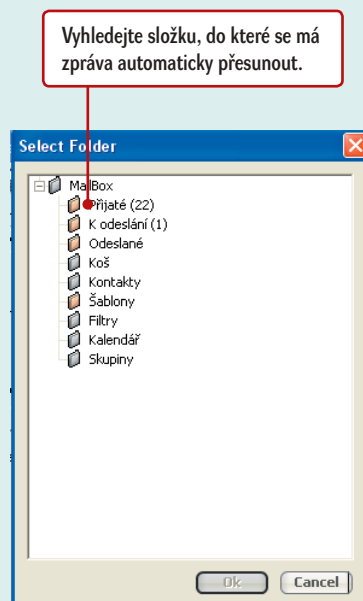 Vyhledejte složku, do které se má
zpráva automaticky přesunout.
Select Folder
MailBox
Přijaté (22)
K odeslání (1)
Odeslané
Koš
Kontakty
Šablony
Filtry
Kalendář
Skupiny
Ok
Cancel